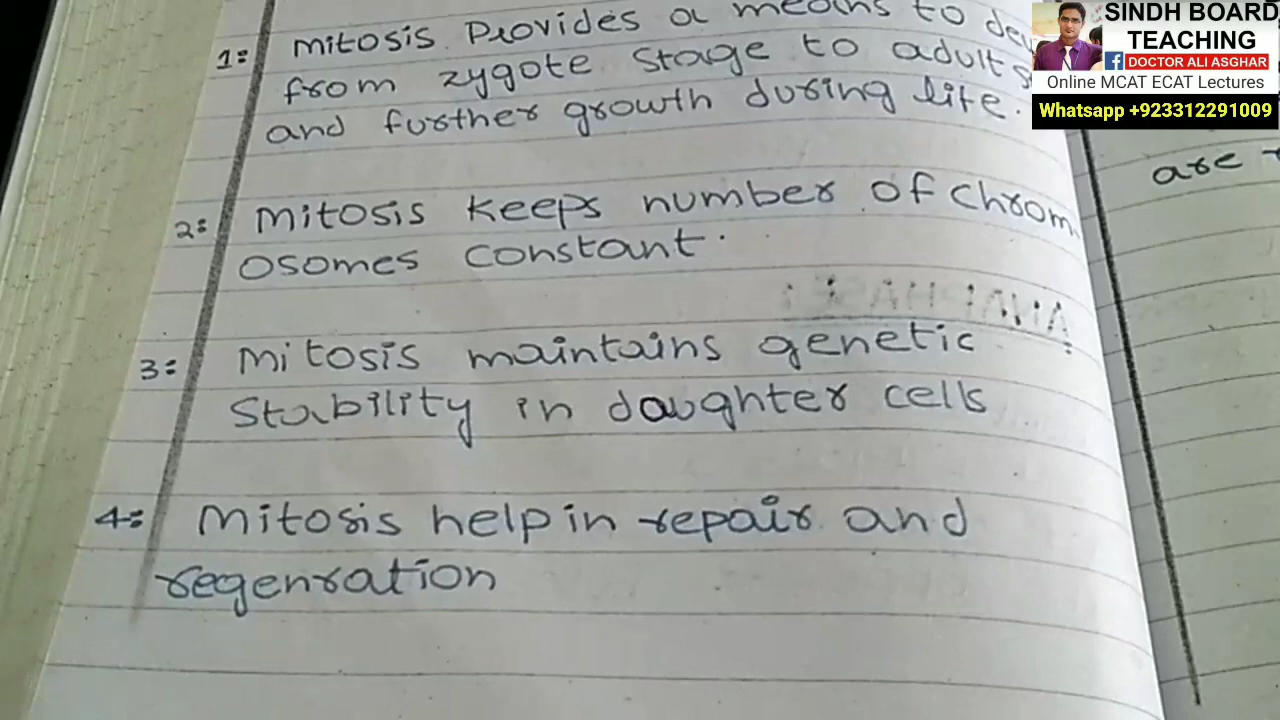 1:- Mitosis Provides a means to dev
from zygote stage to adult s
and further growth during life.
2:- Mitosis keeps number of chrom-
osomes constant.
3:- Mitosis maintains genetic
stability in daughter cells
4:- Mitosis help in repair and
regenration
are
SINDH BOARD
TEACHING
DOCTOR ALI ASGHAR
Online MCAT ECAT Lectures
Whatsapp +923312291009